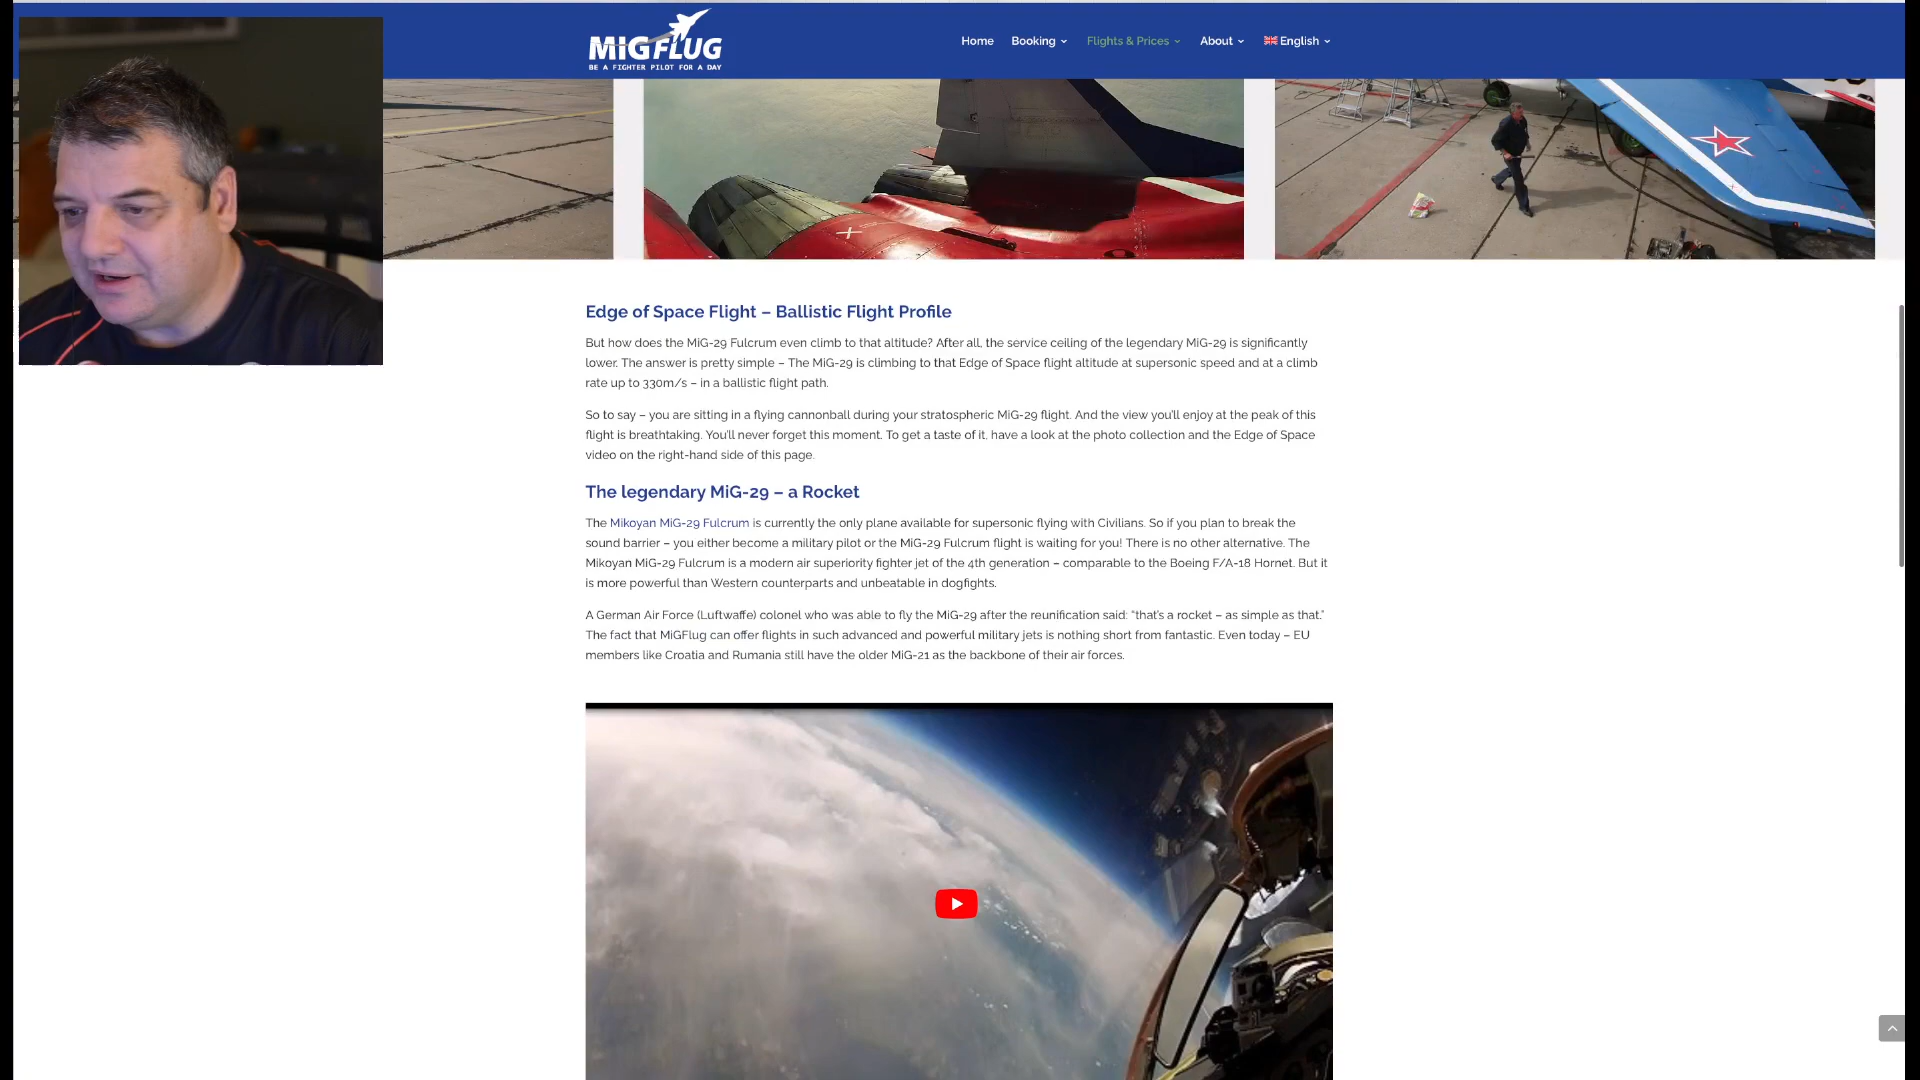 MIGFLUG
BE A FIGHTER PILOT FOR A DAY
Home
Booking
Flights & Prices
About
English
Edge of Space Flight – Ballistic Flight Profile
But how does the MiG-29 Fulcrum even climb to that altitude? After all, the service ceiling of the legendary MiG-29 is significantly
lower. The answer is pretty simple – The MiG-29 is climbing to that Edge of Space flight altitude at supersonic speed and at a climb
rate up to 330m/s – in a ballistic flight path.
So to say – you are sitting in a flying cannonball during your stratospheric MiG-29 flight. And the view you’ll enjoy at the peak of this
flight is breathtaking. You’ll never forget this moment. To get a taste of it, have a look at the photo collection and the Edge of Space
video on the right-hand side of this page.
The legendary MiG-29 – a Rocket
The Mikoyan MiG-29 Fulcrum is currently the only plane available for supersonic flying with Civilians. So if you plan to break the
sound barrier – you either become a military pilot or the MiG-29 Fulcrum flight is waiting for you! There is no other alternative. The
Mikoyan MiG-29 Fulcrum is a modern air superiority fighter jet of the 4th generation – comparable to the Boeing F/A-18 Hornet. But it
is more powerful than Western counterparts and unbeatable in dogfights.
A German Air Force (Luftwaffe) colonel who was able to fly the MiG-29 after the reunification said: “that’s a rocket – as simple as that.”
The fact that MiGFlug can offer flights in such advanced and powerful military jets is nothing short from fantastic. Even today – EU
members like Croatia and Rumania still have the older MiG-21 as the backbone of their air forces.